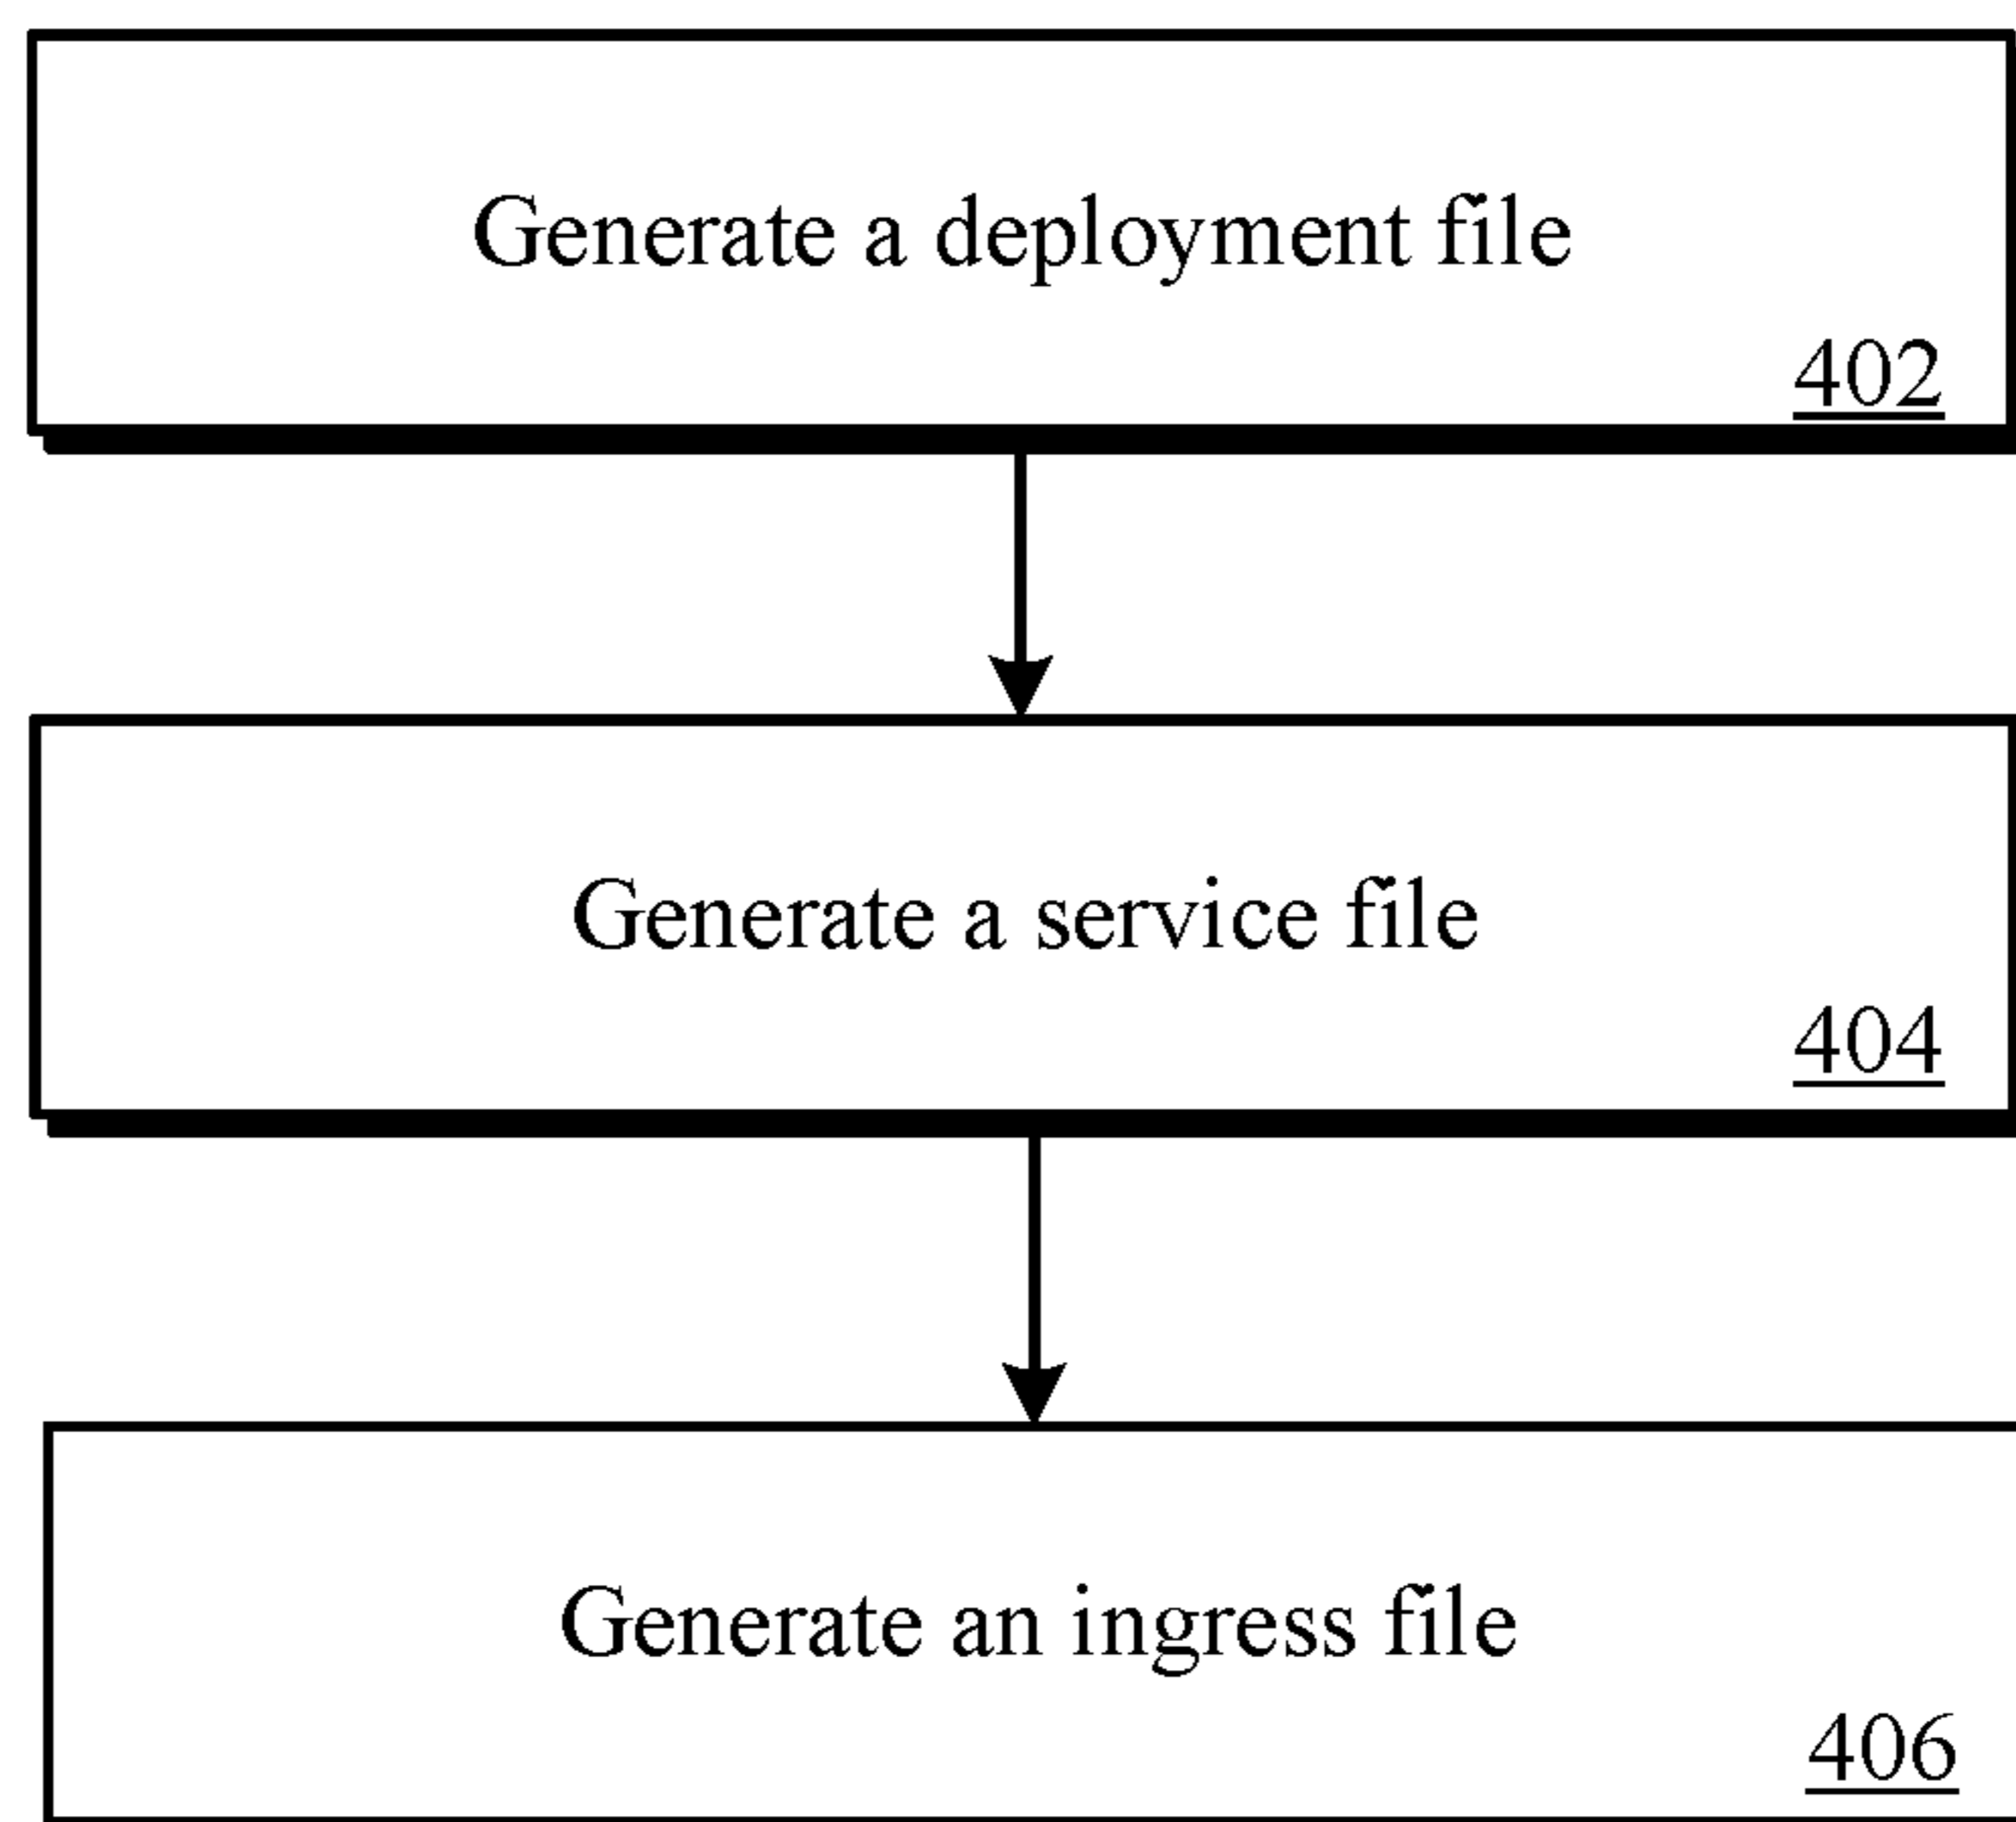 Generate a deployment file
402
Generate a service file
404
Generate an ingress file
406